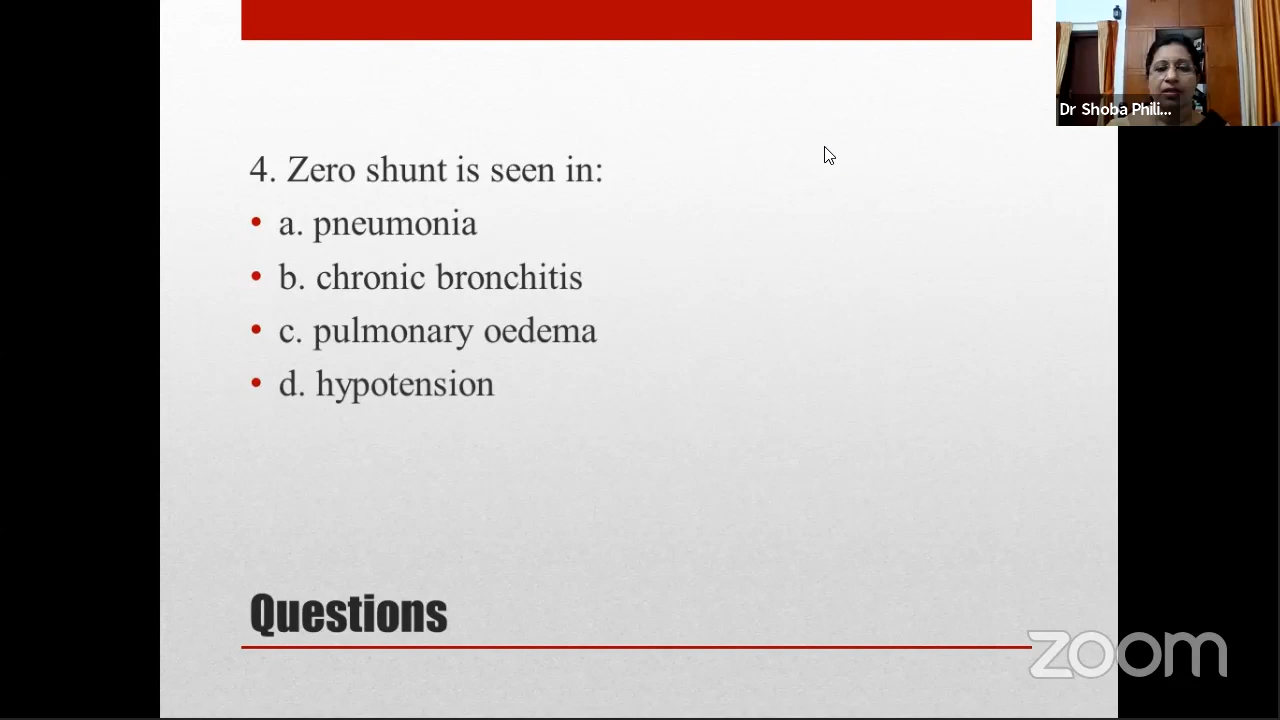 Dr Shoba Phili...
4. Zero shunt is seen in:
• a. pneumonia
• b. chronic bronchitis
• c. pulmonary oedema
• d. hypotension
Questions
zoom